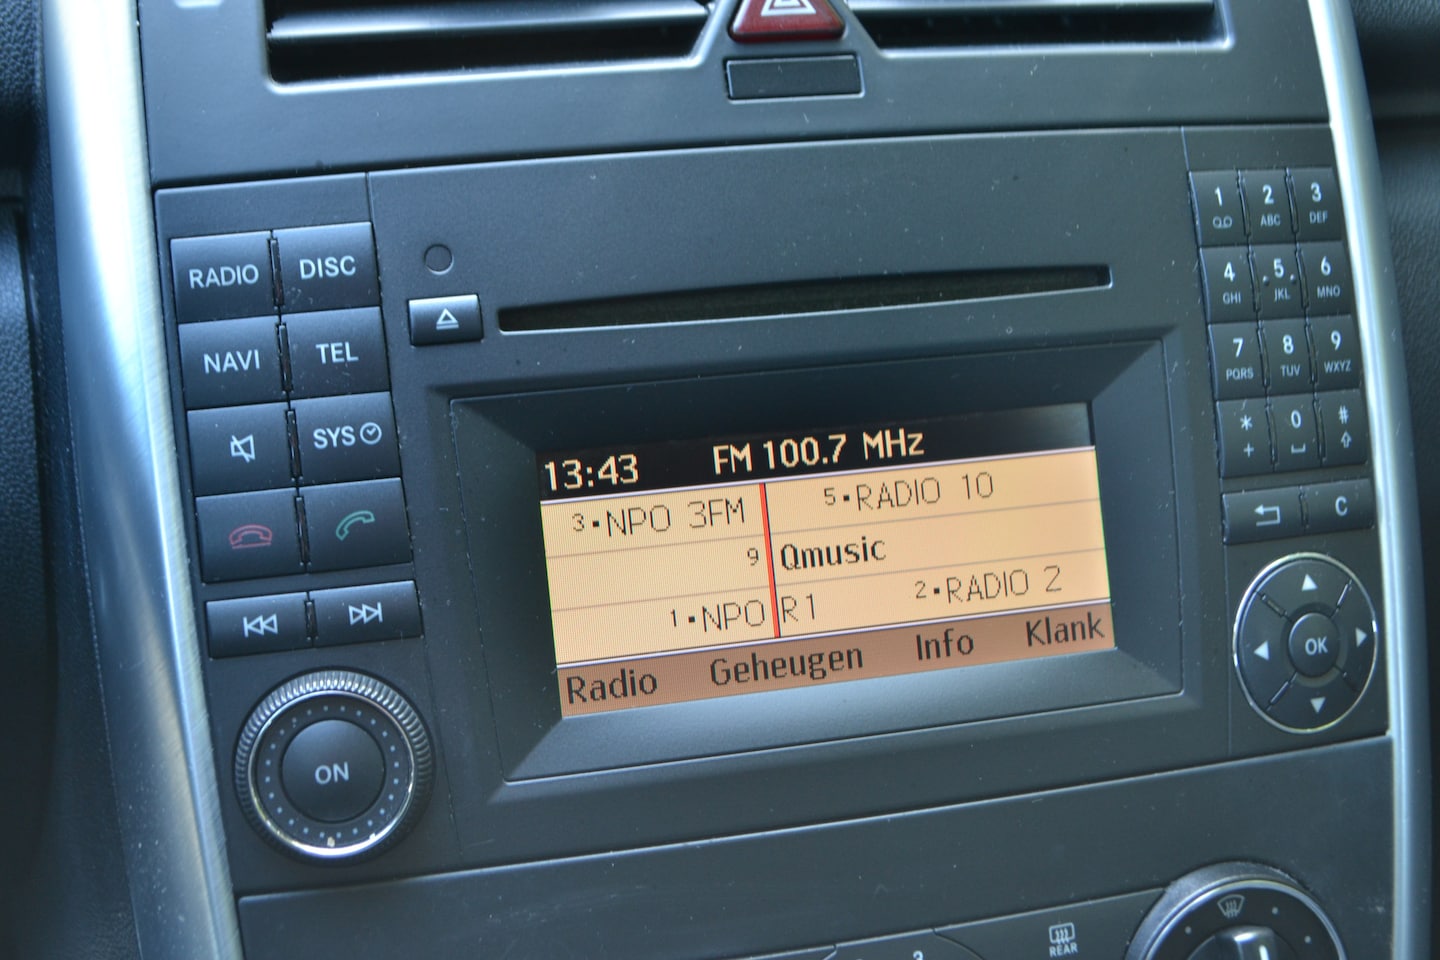 RADIO DISC
NAVI TEL
SYS
ON
1 2 ABC 3 DEF
4 GHI 5 JKL 6 MNO
7 PQRS 8 TUV 9 WXYZ
* + 0 #
C
OK
13:43 FM 100.7 MHz
3 NPO 3FM 5 RADIO 10
9 Qmusic
1 NPO R1 2 RADIO 2
Radio Geheugen Info Klank
REAR